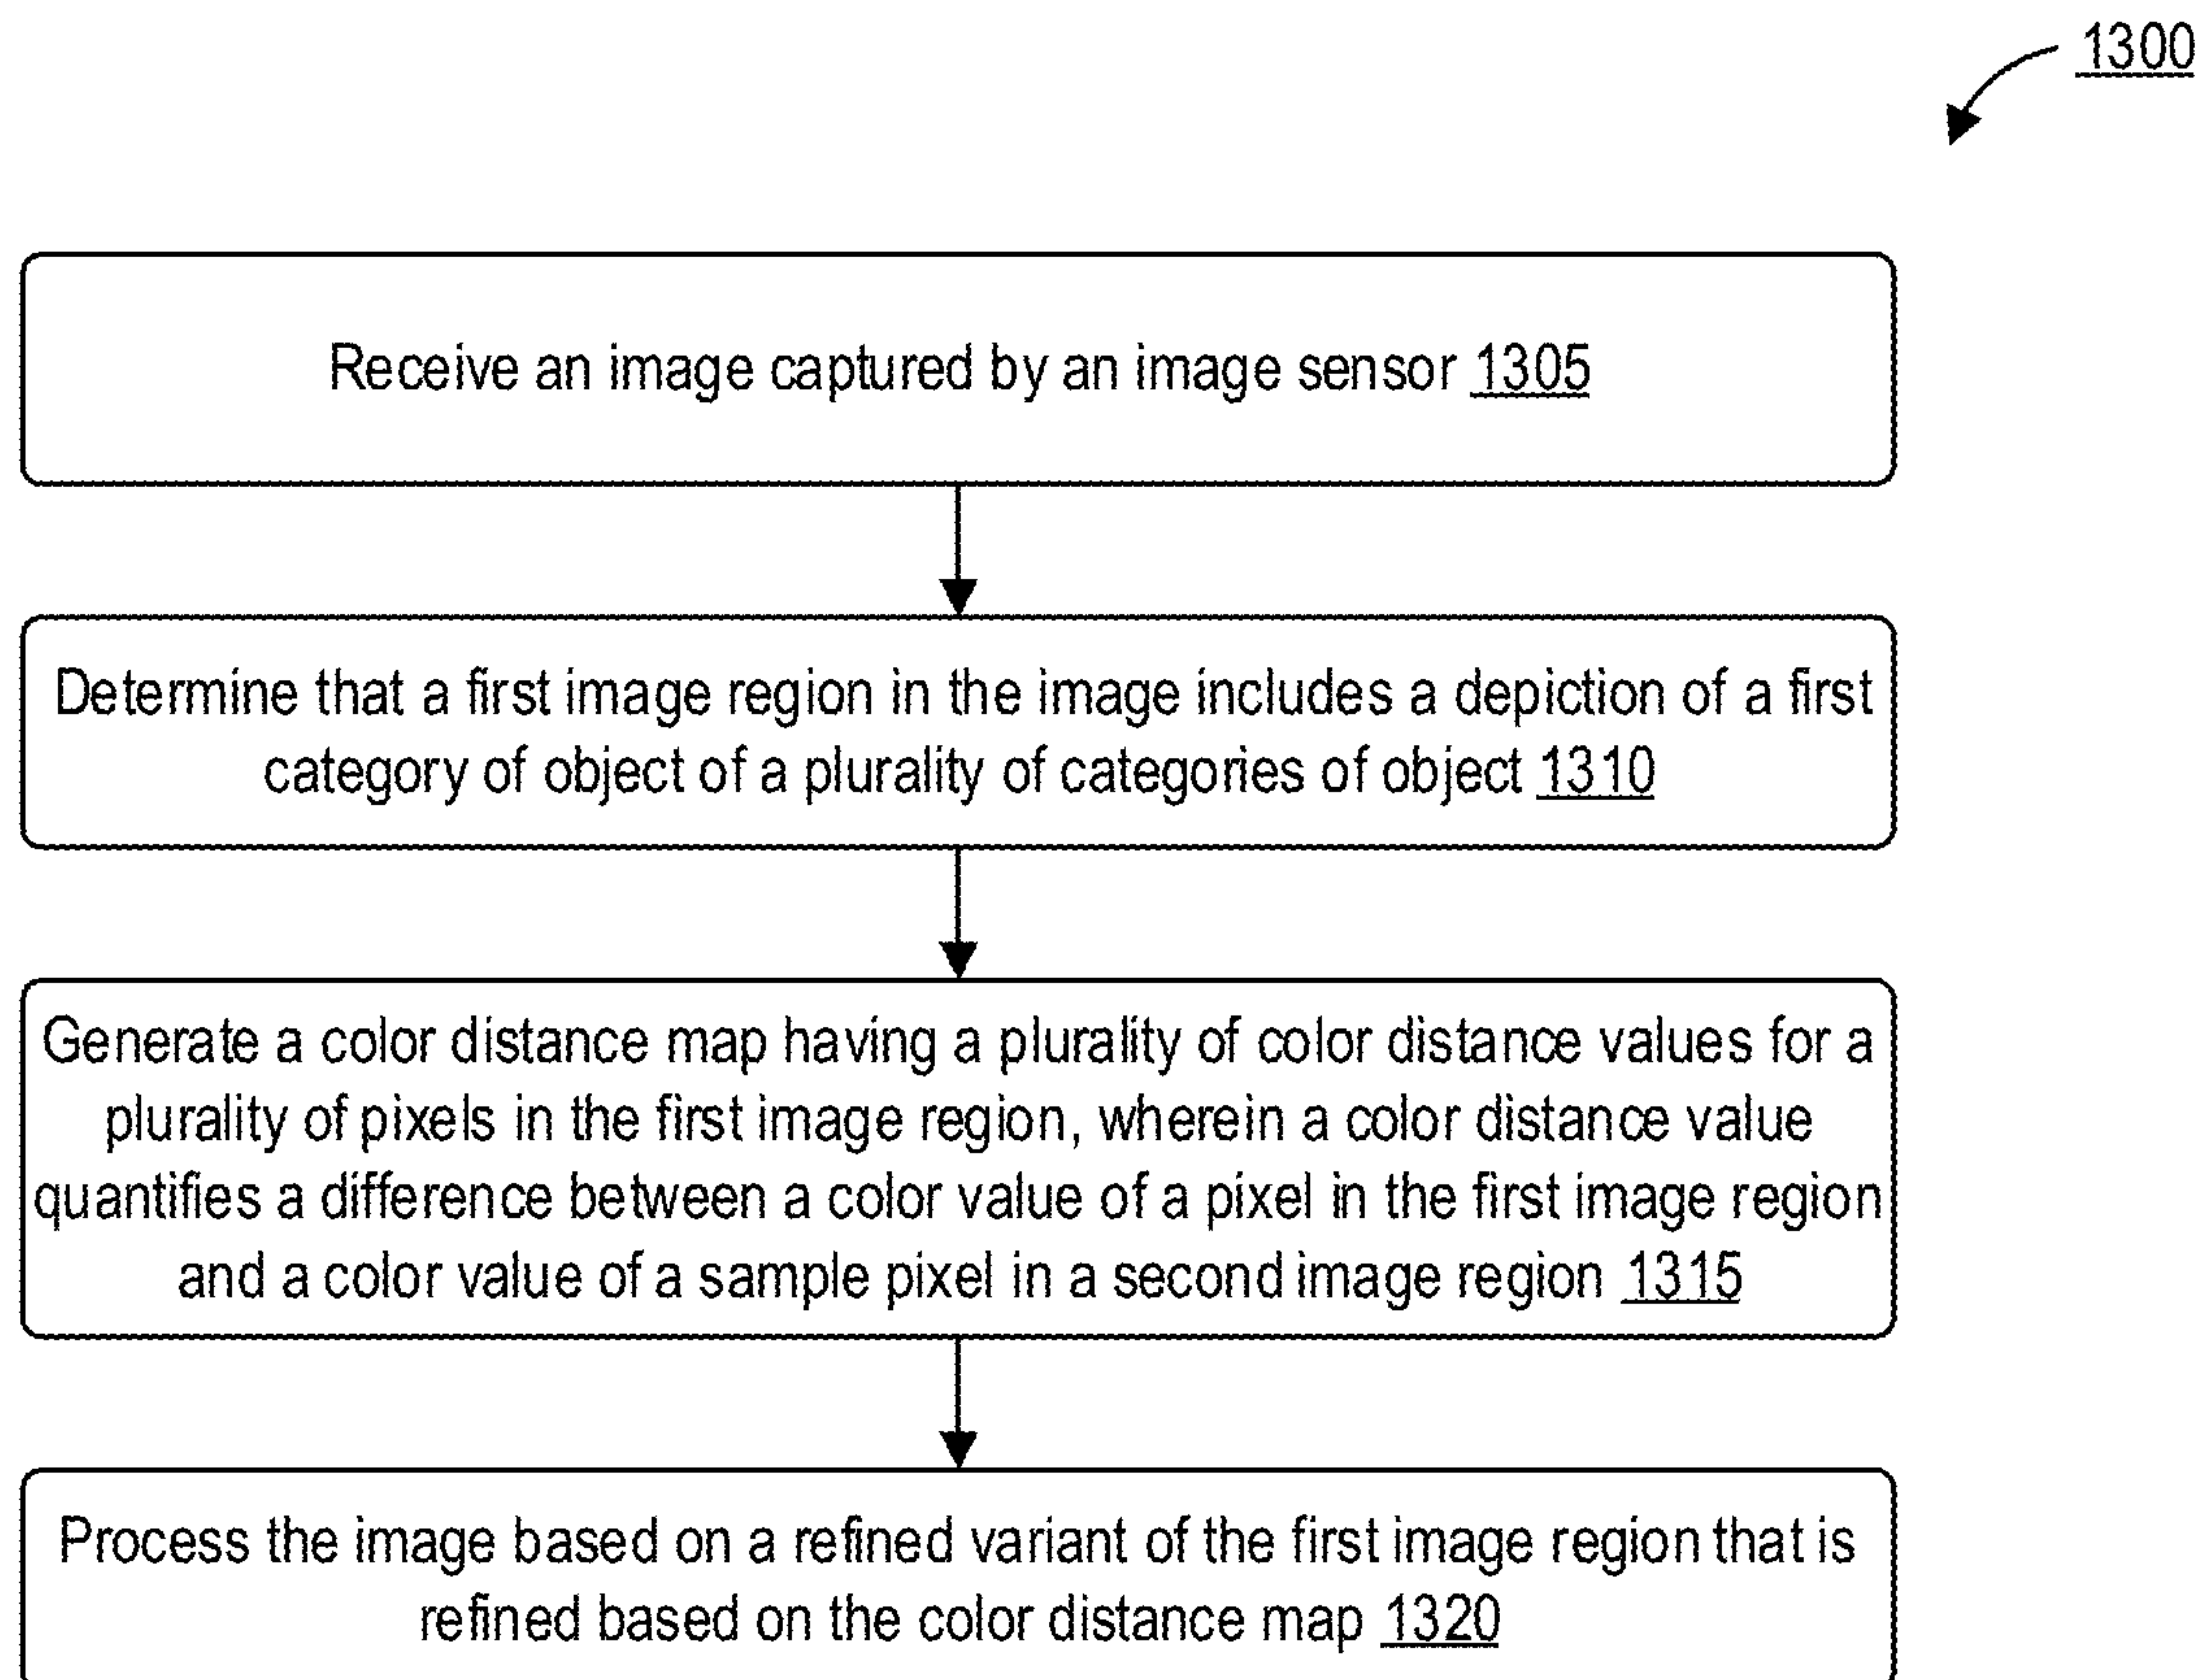 1300
Receive an image captured by an image sensor 1305
Determine that a first image region in the image includes a depiction of a first
category of object of a plurality of categories of object 1310
Generate a color distance map having a plurality of color distance values for a
plurality of pixels in the first image region, wherein a color distance value
quantifies a difference between a color value of a pixel in the first image region
and a color value of a sample pixel in a second image region 1315
Process the image based on a refined variant of the first image region that is
refined based on the color distance map 1320